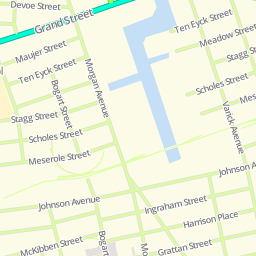 Devoe Street
Grand Street
Ten Eyck Street
Maujer Street
Meadow Street
Ten Eyck Street
Stagg Street
Morgan Avenue
Bogart Street
Scholes Street
Stagg Street
Varick Avenue
Scholes Street
Meserole Street
Johnson A
Johnson Avenue
Ingraham Street
Harrison Place
McKibben Street
Bogart
Mo
Grattan Street